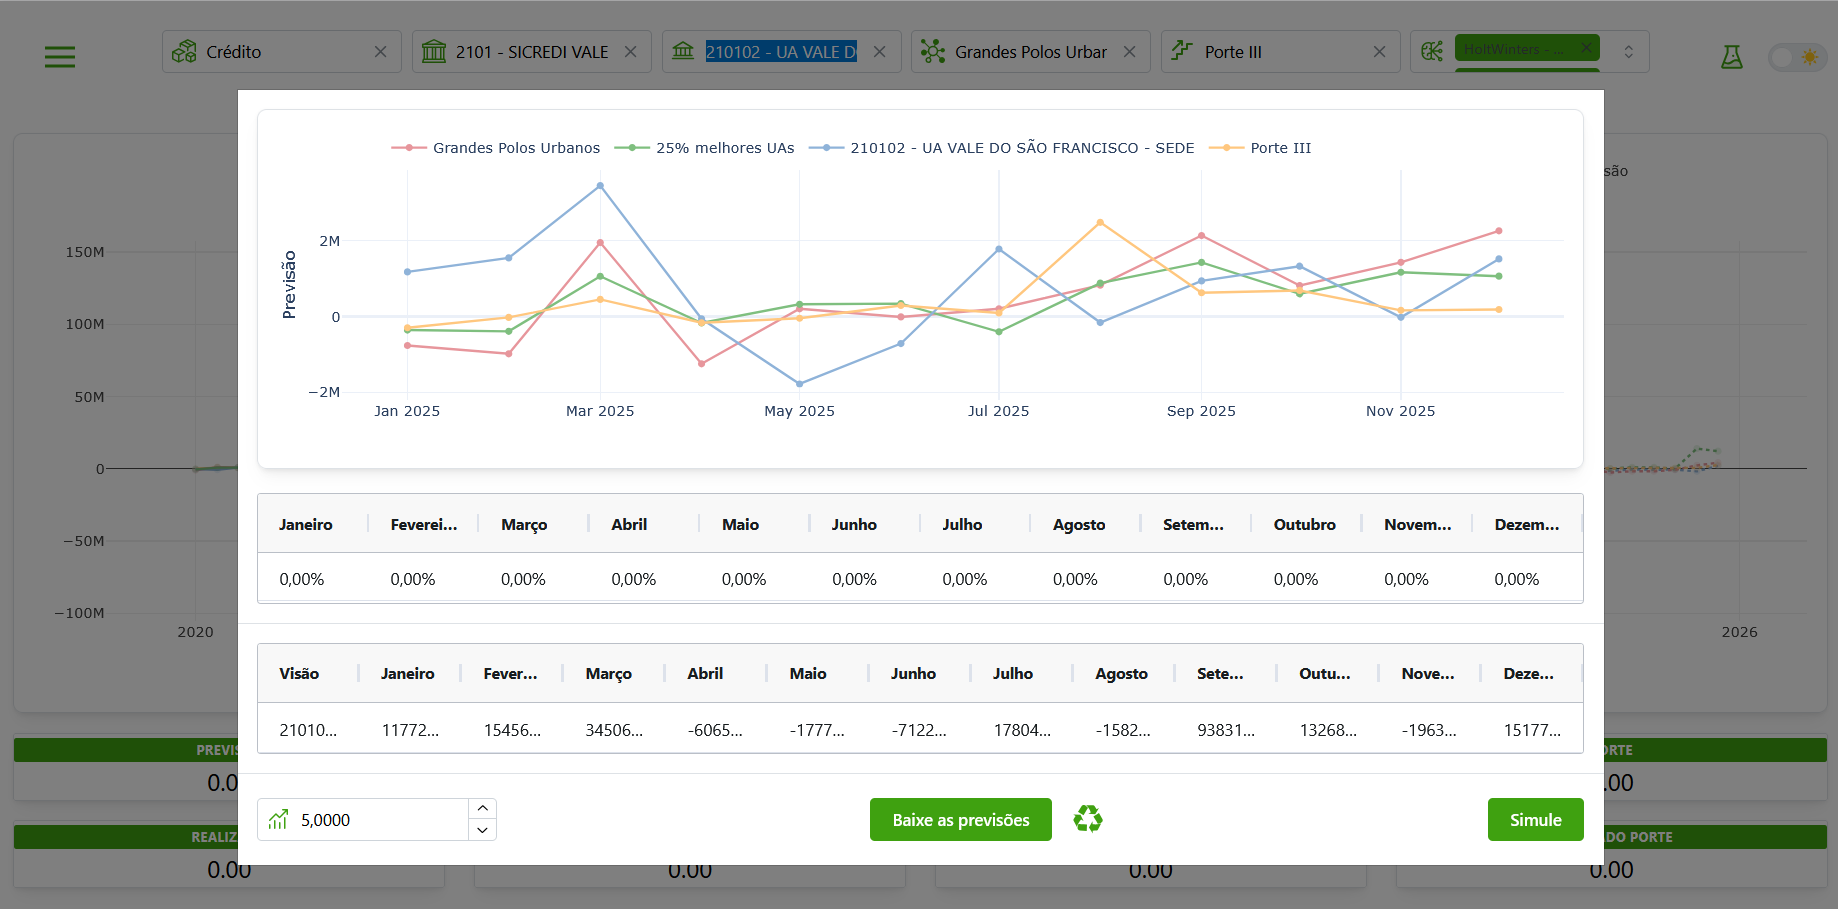 Crédito
2101 - SICREDI VALE
210102 - UA VALE D
Grandes Polos Urbar
Porte III
HoltWinters - ...
Grandes Polos Urbanos
25% melhores UAs
210102 - UA VALE DO SÃO FRANCISCO - SEDE
Porte III
são
Previsão
2M
0
−2M
Jan 2025
Mar 2025
May 2025
Jul 2025
Sep 2025
Nov 2025
150M
100M
50M
0
−50M
−100M
2020
2026
Janeiro
Feverei...
Março
Abril
Maio
Junho
Julho
Agosto
Setem...
Outubro
Novem...
Dezem...
0,00%
0,00%
0,00%
0,00%
0,00%
0,00%
0,00%
0,00%
0,00%
0,00%
0,00%
0,00%
Visão
Janeiro
Fever...
Março
Abril
Maio
Junho
Julho
Agosto
Sete...
Outu...
Nove...
Deze...
21010...
11772...
15456...
34506...
-6065...
-1777...
-7122...
17804...
-1582...
93831...
13268...
-1963...
15177...
PREVIS
0.0
ORTE
.00
5,0000
Baixe as previsões
Simule
REALIZ
ADO PORTE
0.00
0.00
0.00
0.00